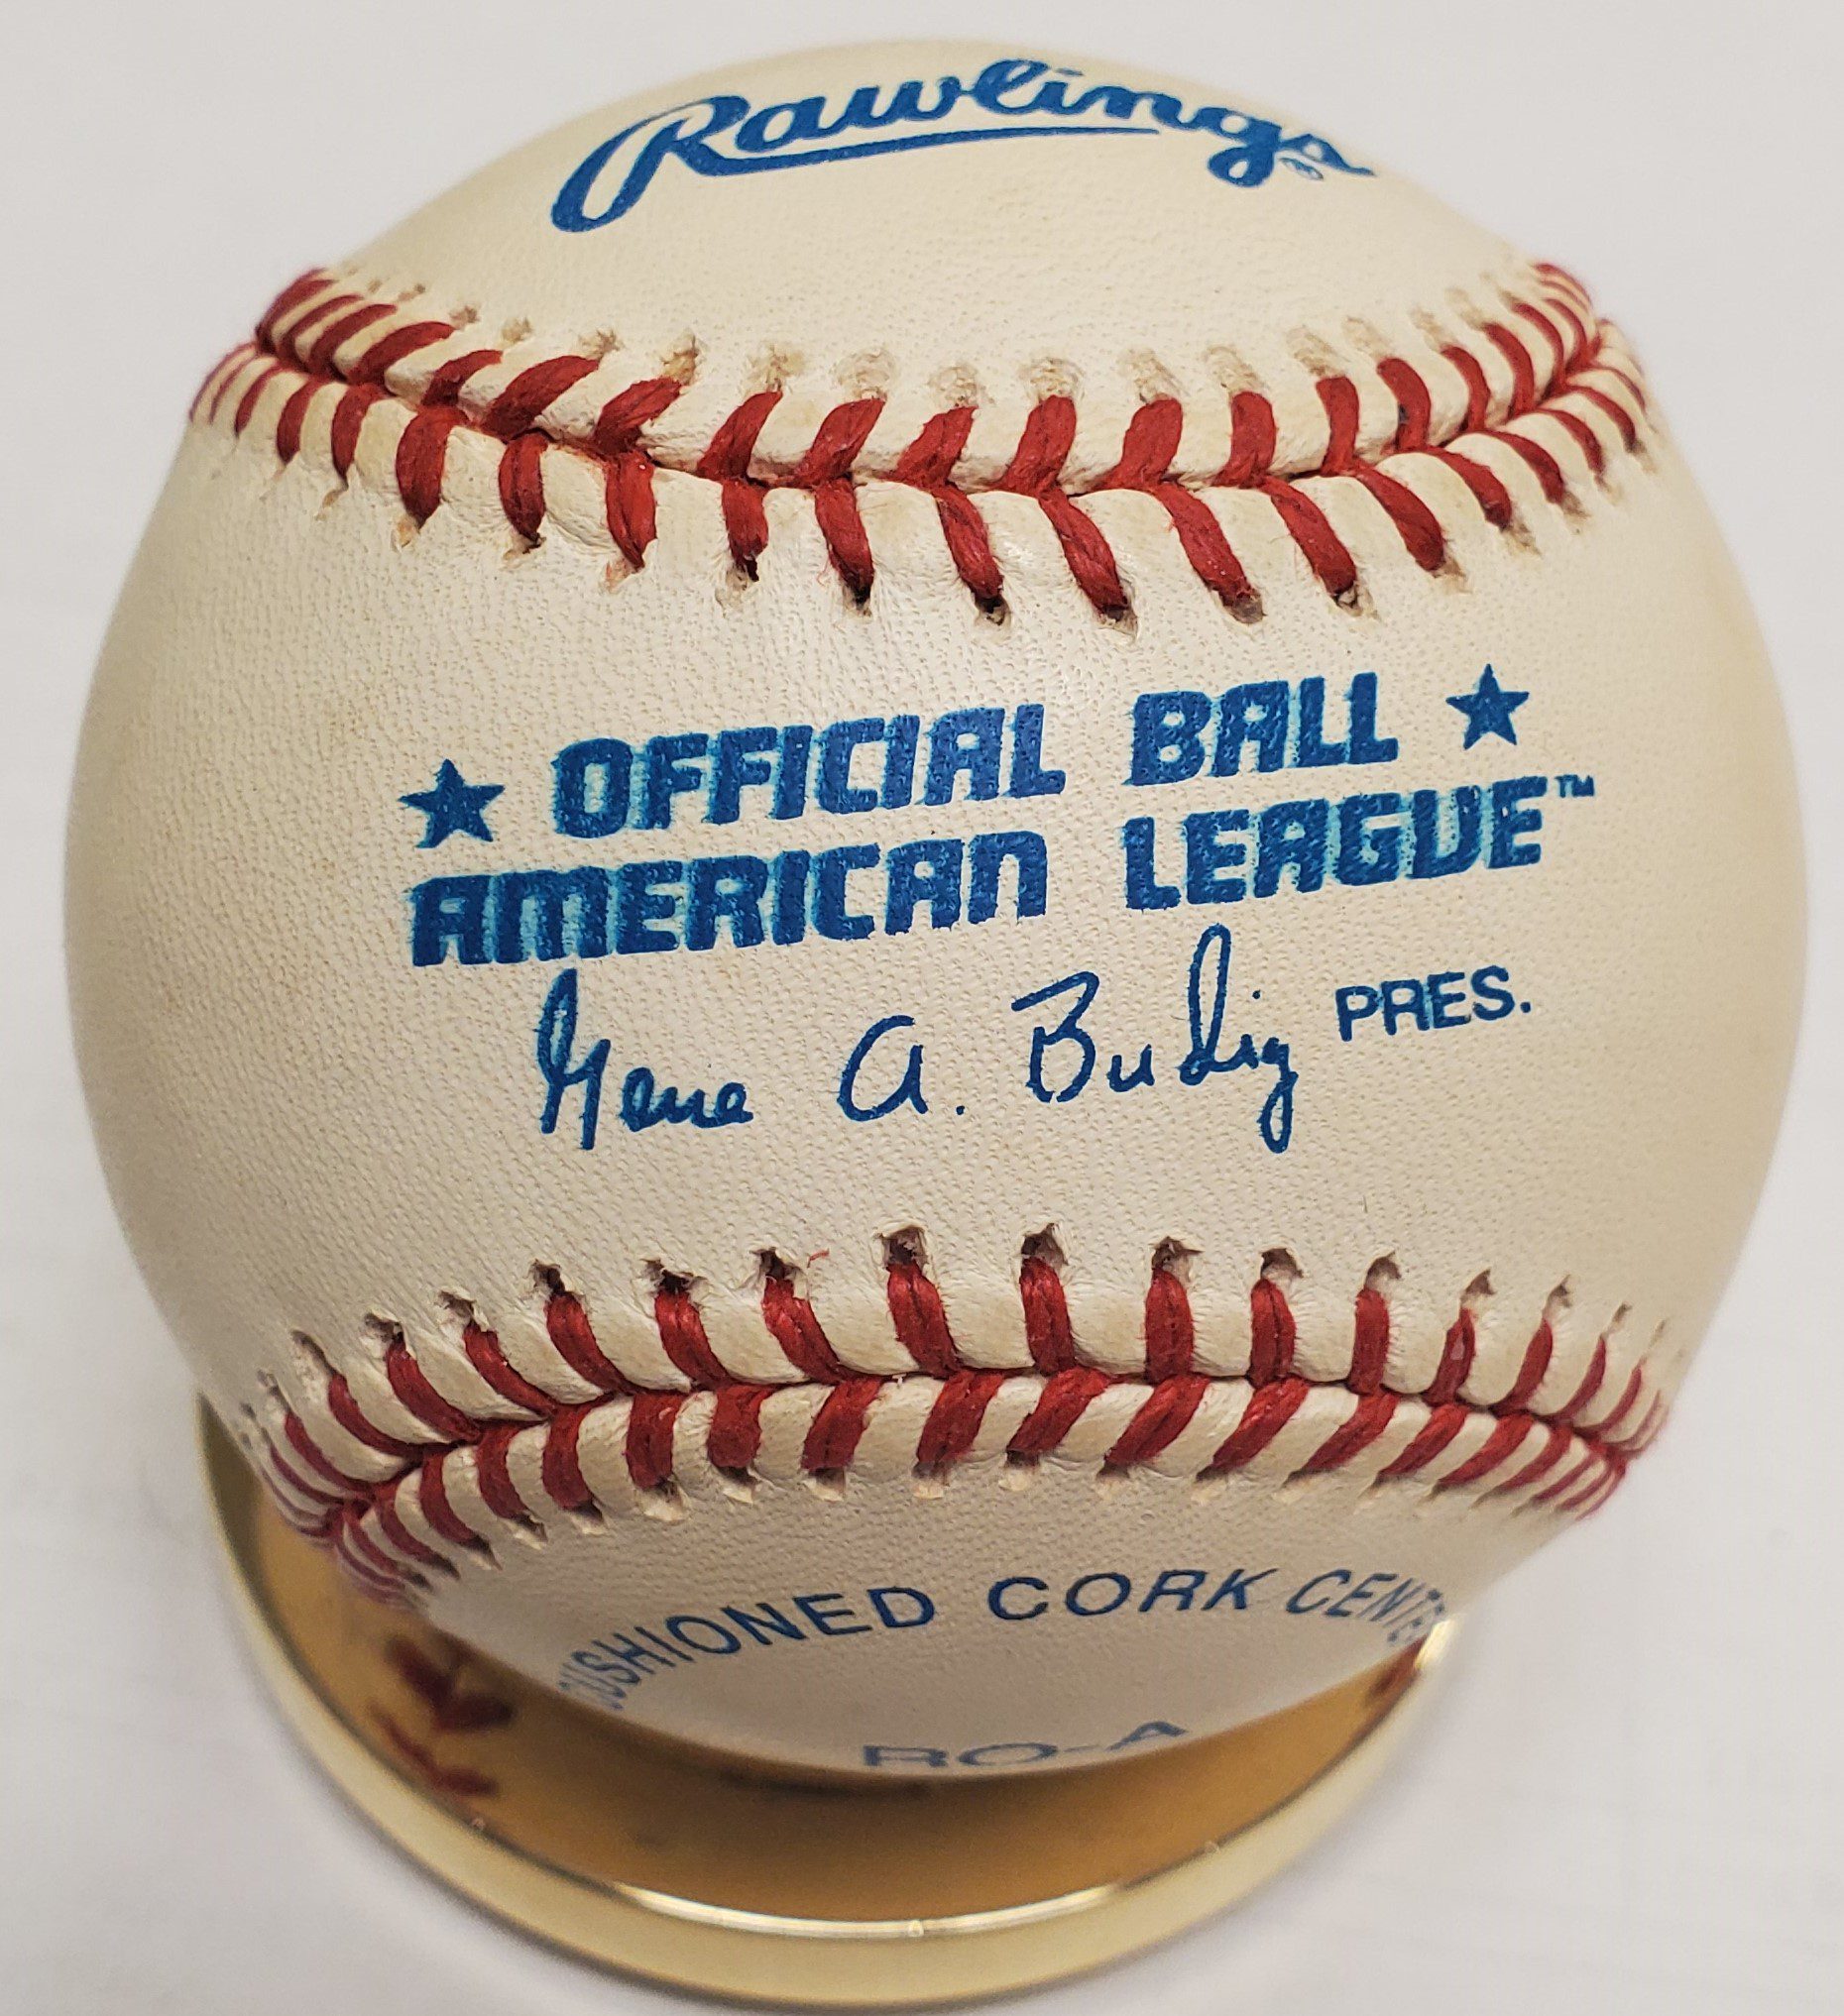 Rawlings®
★ OFFICIAL BALL ★
AMERICAN LEAGUE™
Gene A. Budig PRES.
CUSHIONED CORK CENTER
RO-A